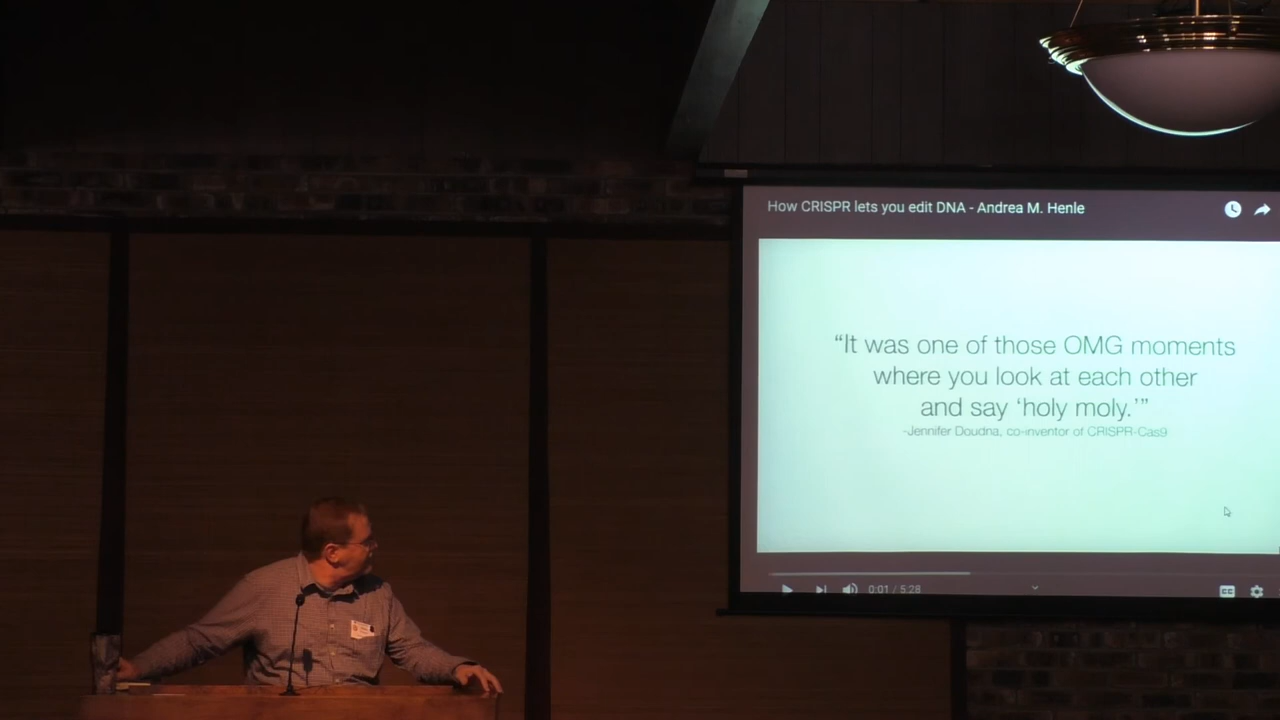 How CRISPR lets you edit DNA - Andrea M. Henle
“It was one of those OMG moments
where you look at each other
and say ‘holy moly.’”
-Jennifer Doudna, co-inventor of CRISPR-Cas9
0:01 / 5:28
CC